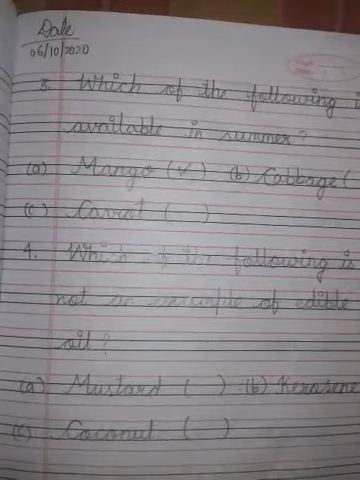 Date
06/10/2020
3. Which of the following i
available in summer?
(a) Mango (✓) (b) Cabbage (
(c) Carrot ( )
4. Which of the following is
not an example of edible
oil?
(a) Mustard ( ) (b) Kerosene
(c) Coconut ( )